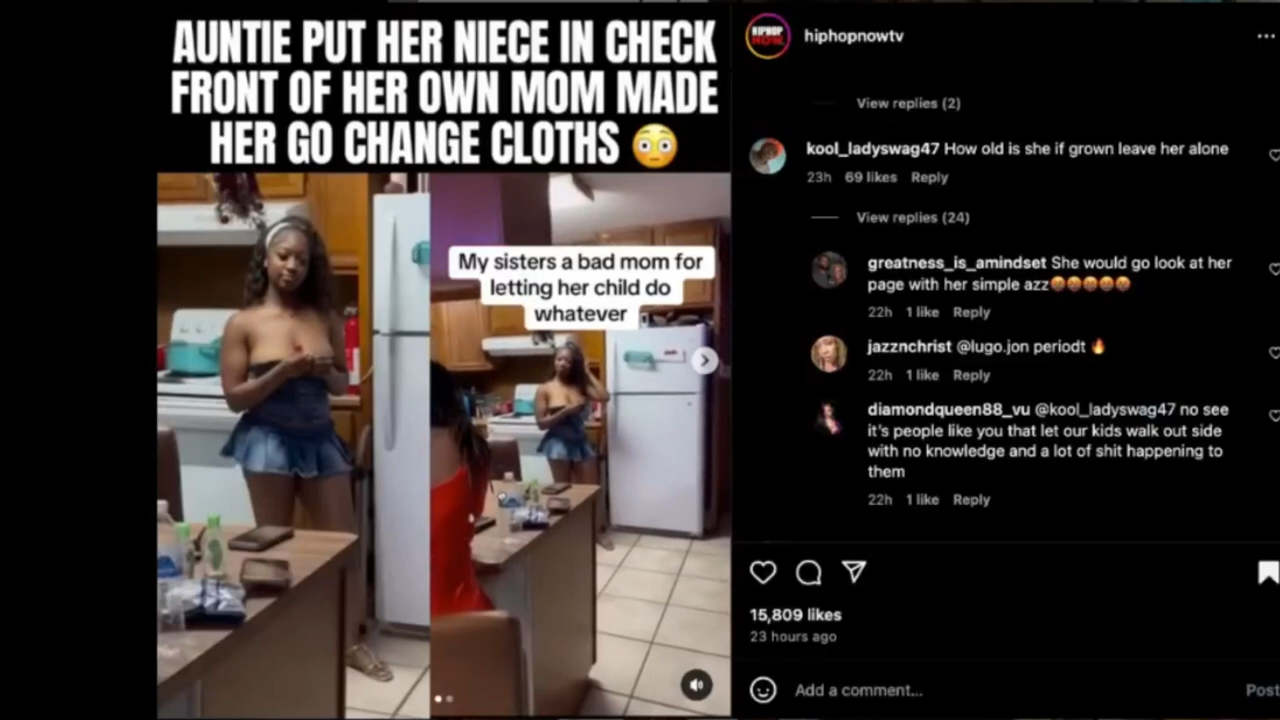 AUNTIE PUT HER NIECE IN CHECK
FRONT OF HER OWN MOM MADE
HER GO CHANGE CLOTHS 😳
My sisters a bad mom for
letting her child do
whatever
HIPHOP
NOW
hiphopnowtv
View replies (2)
kool_ladyswag47 How old is she if grown leave her alone
23h 69 likes Reply
View replies (24)
greatness_is_amindset She would go look at her
page with her simple azz🤬🤬🤬🤬🤬
22h 1 like Reply
jazznchrist @lugo.jon periodt 🔥
22h 1 like Reply
diamondqueen88_vu @kool_ladyswag47 no see
it's people like you that let our kids walk out side
with no knowledge and a lot of shit happening to
them
22h 1 like Reply
15,809 likes
23 hours ago
Add a comment...
Post